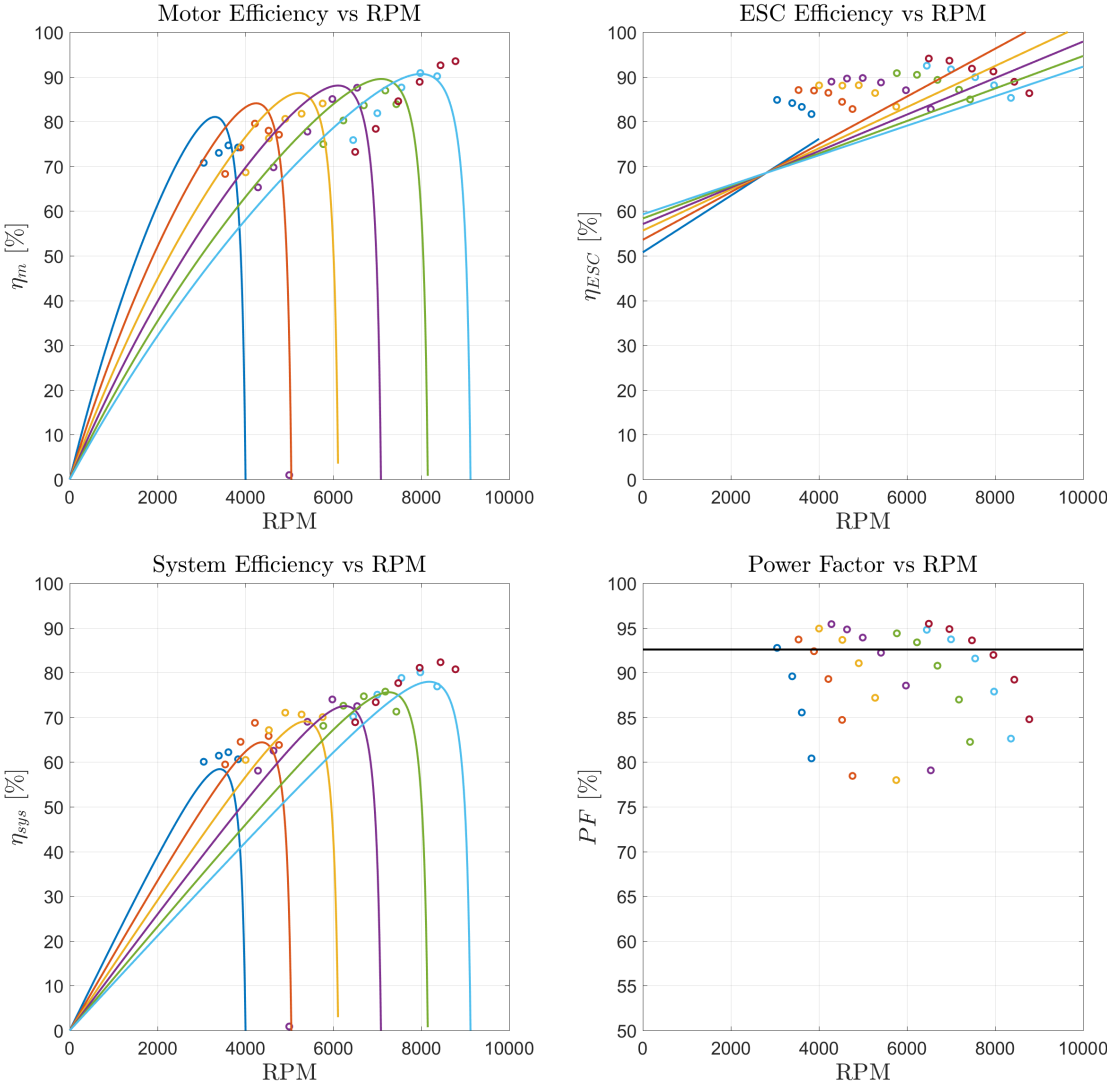 Motor Efficiency vs RPM
100
90
80
70
60
50
40
30
20
10
0
η_m [%]
0 2000 4000 6000 8000 10000
RPM
ESC Efficiency vs RPM
100
90
80
70
60
50
40
30
20
10
0
η_ESC [%]
0 2000 4000 6000 8000 10000
RPM
System Efficiency vs RPM
100
90
80
70
60
50
40
30
20
10
0
η_sys [%]
0 2000 4000 6000 8000 10000
RPM
Power Factor vs RPM
100
95
90
85
80
75
70
65
60
55
50
PF [%]
0 2000 4000 6000 8000 10000
RPM